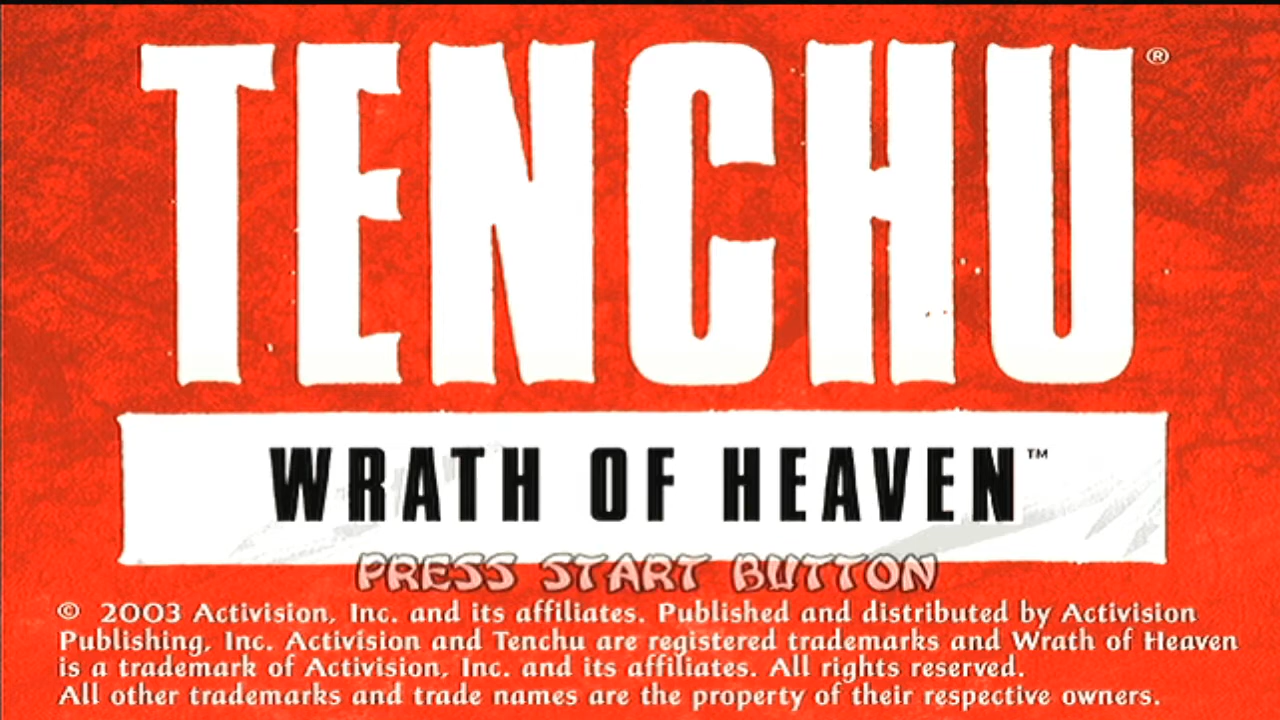 TENCHU®
WRATH OF HEAVEN™
PRESS START BUTTON
© 2003 Activision, Inc. and its affiliates. Published and distributed by Activision
Publishing, Inc. Activision and Tenchu are registered trademarks and Wrath of Heaven
is a trademark of Activision, Inc. and its affiliates. All rights reserved.
All other trademarks and trade names are the property of their respective owners.